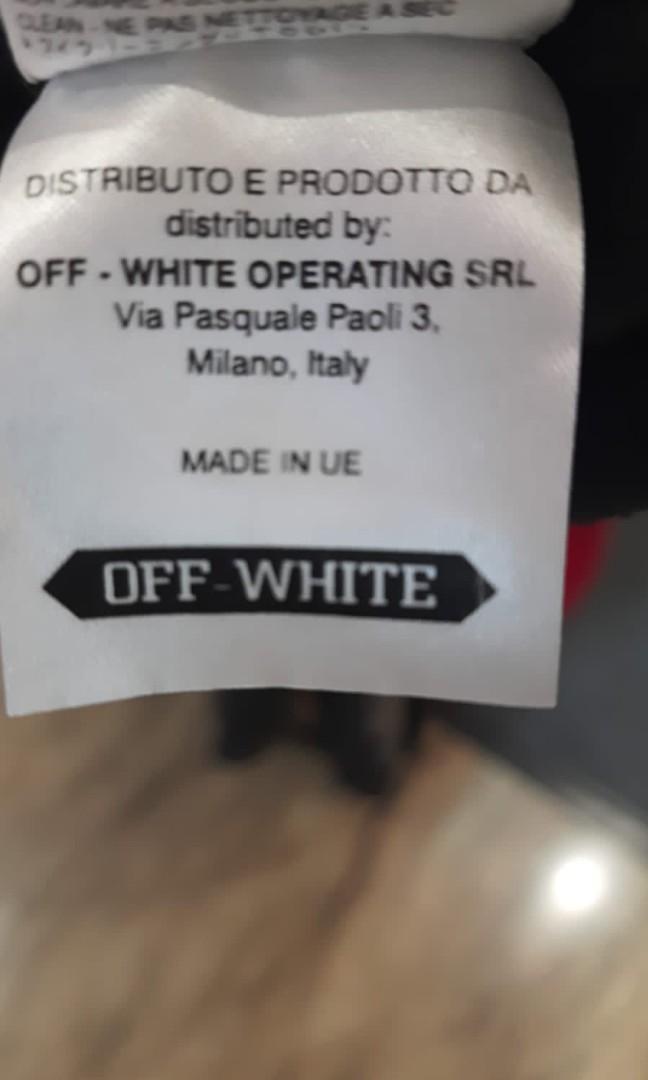 CLEAN - NE PAS NETTOYAGE A SEC
DISTRIBUTO E PRODOTTO DA
distributed by:
OFF - WHITE OPERATING SRL
Via Pasquale Paoli 3,
Milano, Italy
MADE IN UE
OFF-WHITE